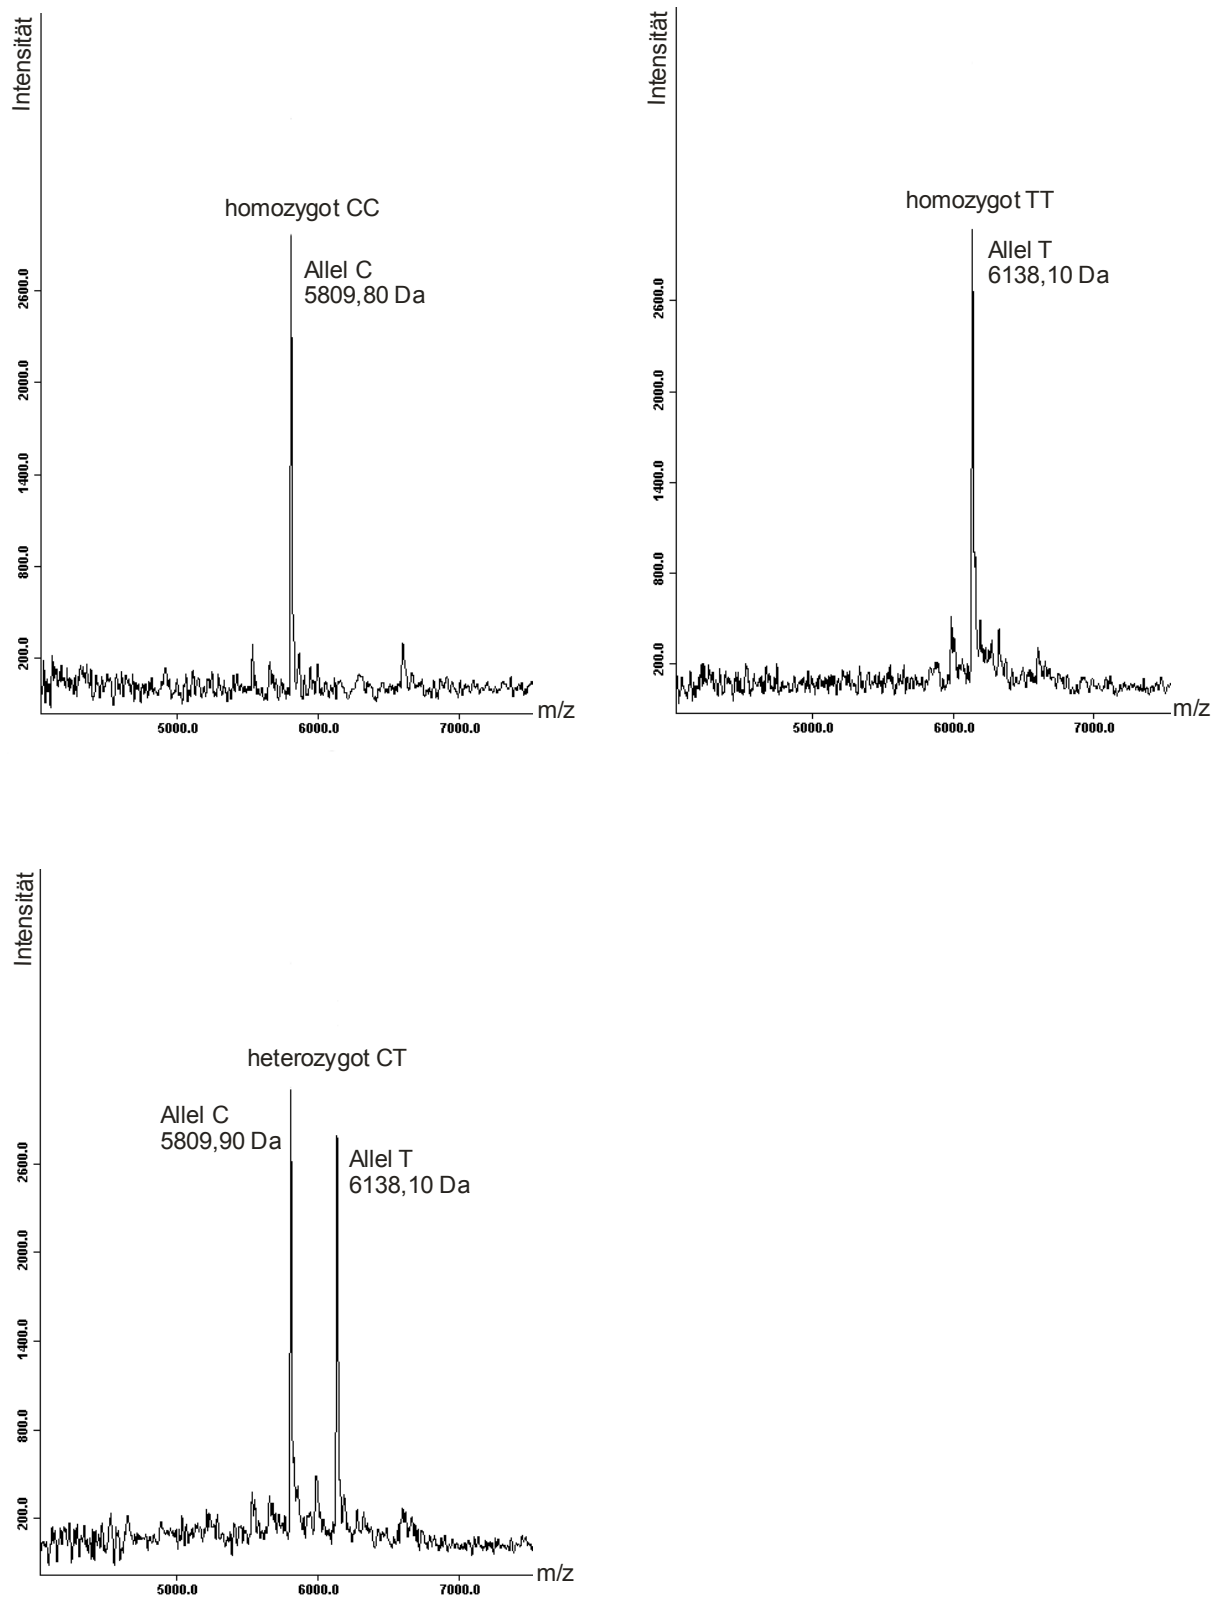 Intensität
homozygot CC
Allel C
5809,80 Da
2600.0
2000.0
1400.0
800.0
200.0
5000.0 6000.0 7000.0
m/z
Intensität
homozygot TT
Allel T
6138,10 Da
2600.0
2000.0
1400.0
800.0
200.0
5000.0 6000.0 7000.0
m/z
Intensität
heterozygot CT
Allel C
5809,90 Da
Allel T
6138,10 Da
2600.0
2000.0
1400.0
800.0
200.0
5000.0 6000.0 7000.0
m/z